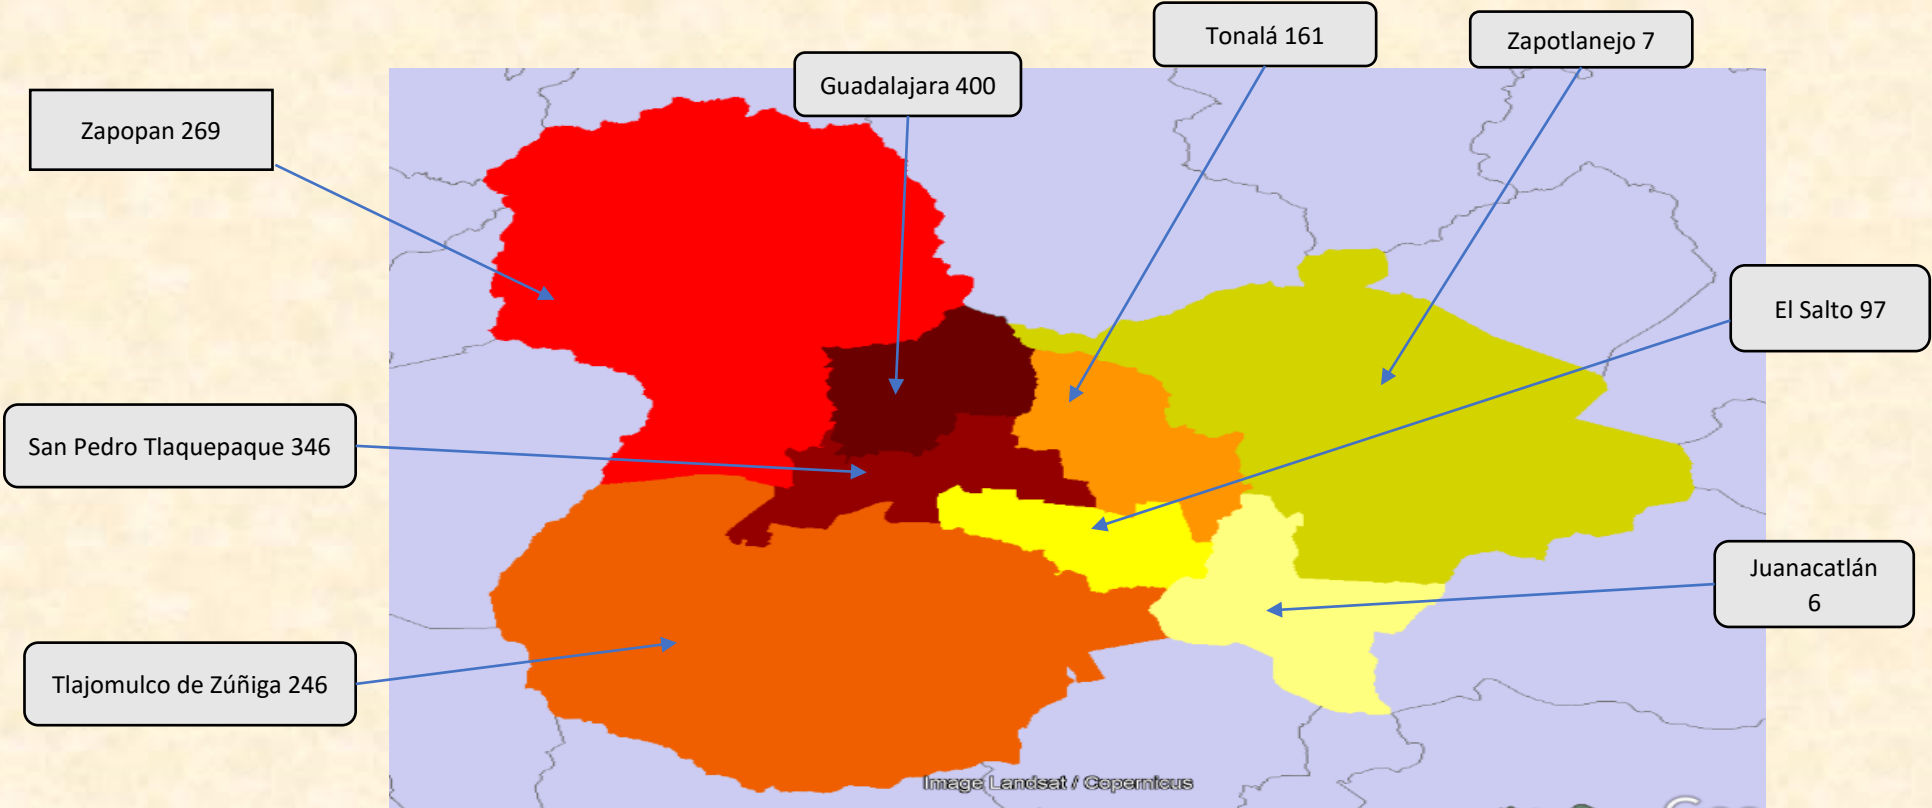 Tonalá 161
Zapotlanejo 7
Guadalajara 400
Zapopan 269
El Salto 97
San Pedro Tlaquepaque 346
Juanacatlán
6
Tlajomulco de Zúñiga 246
Image Landsat / Copernicus